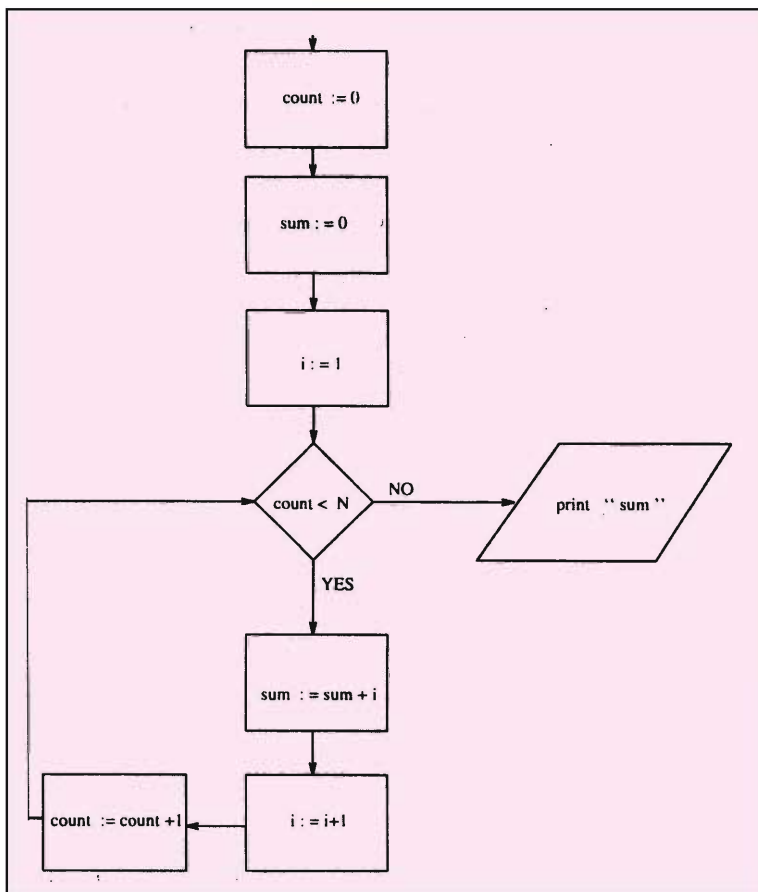 count := 0
sum : = 0
i : = 1
count < N
NO
print “ sum ”
YES
sum : = sum + i
i : = i+1
count := count +1